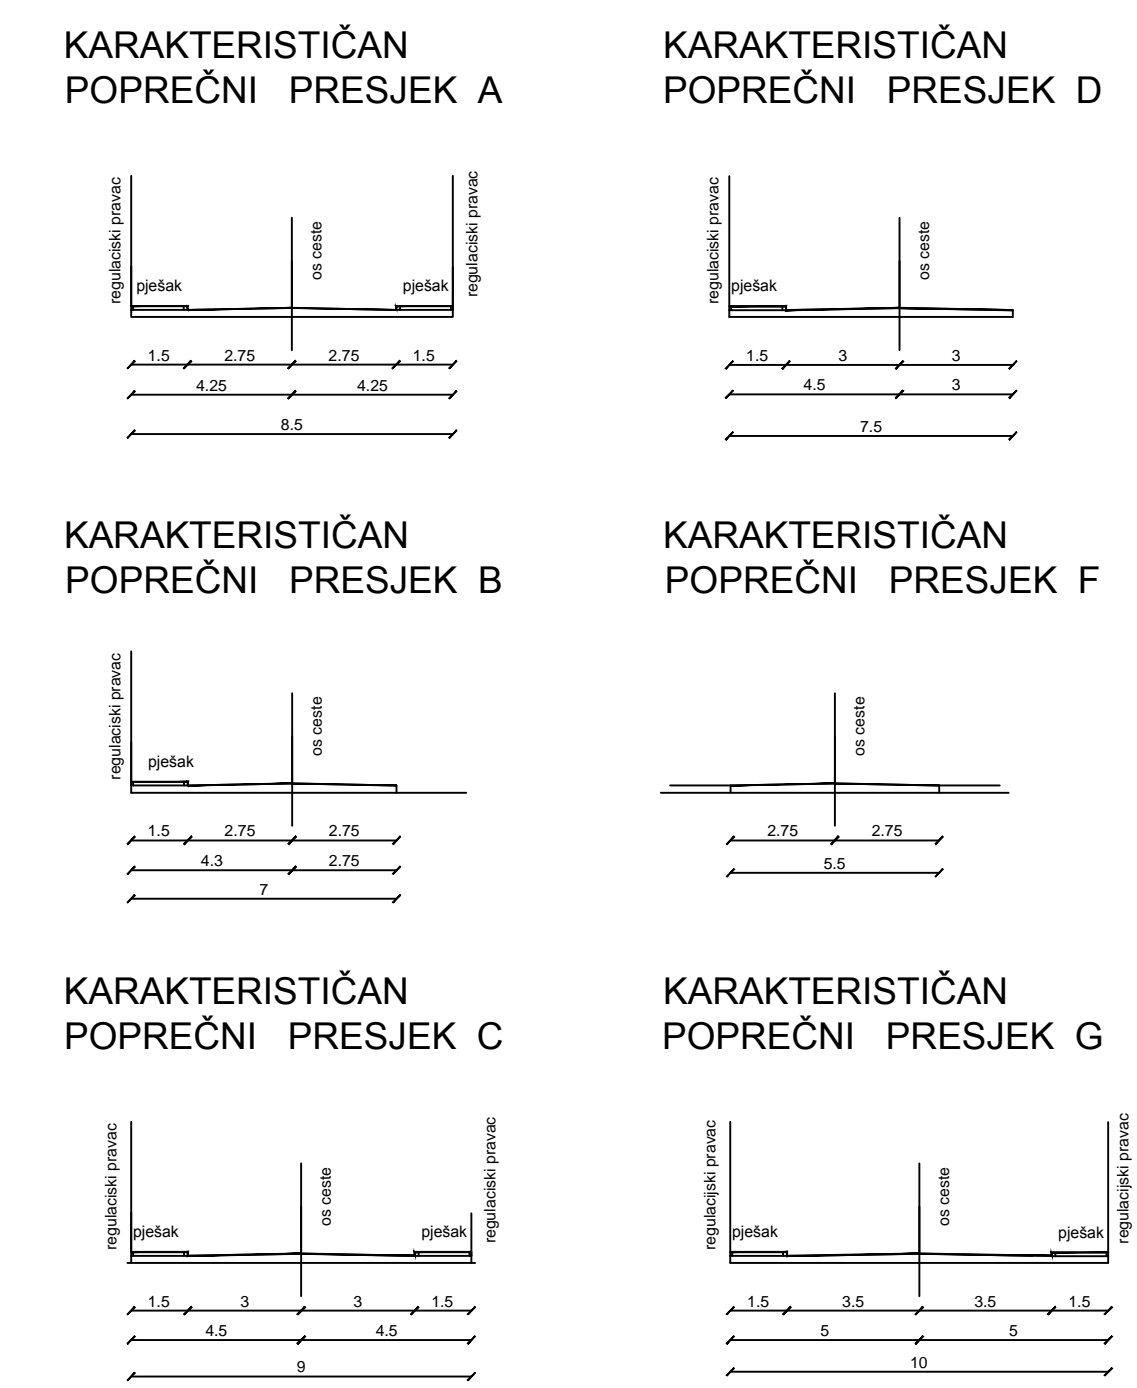 KARAKTERISTIČAN
POPREČNI PRESJEK A
regulaciski pravac
pješak
os ceste
pješak
regulaciski pravac
1.5 2.75 2.75 1.5
4.25 4.25
8.5
KARAKTERISTIČAN
POPREČNI PRESJEK D
regulaciski pravac
pješak
os ceste
1.5 3 3
4.5 3
7.5
KARAKTERISTIČAN
POPREČNI PRESJEK B
regulaciski pravac
pješak
os ceste
1.5 2.75 2.75
4.3 2.75
7
KARAKTERISTIČAN
POPREČNI PRESJEK F
os ceste
2.75 2.75
5.5
KARAKTERISTIČAN
POPREČNI PRESJEK C
regulaciski pravac
pješak
os ceste
pješak
regulaciski pravac
1.5 3 3 1.5
4.5 4.5
9
KARAKTERISTIČAN
POPREČNI PRESJEK G
regulacijski pravac
pješak
os ceste
pješak
regulacijski pravac
1.5 3.5 3.5 1.5
5 5
10